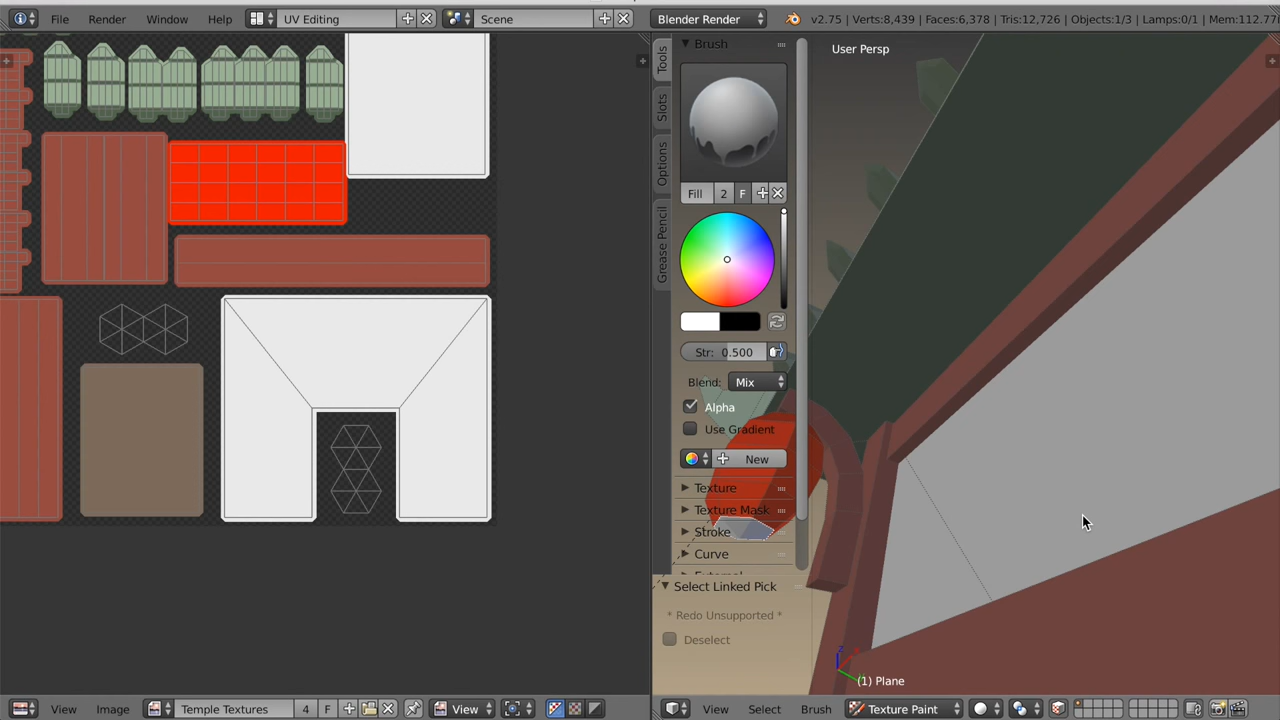 File Render Window Help UV Editing Scene Blender Render v2.75 | Verts:8,439 | Faces:6,378 | Tris:12,726 | Objects:1/3 | Lamps:0/1 | Mem:112.77
Tools
Slots
Options
Grease Pencil
Brush
Fill 2 F
Str: 0.500
Blend: Mix
Alpha
Use Gradient
New
Texture
Texture Mask
Stroke
Curve
External
Select Linked Pick
* Redo Unsupported *
Deselect
User Persp
z
(1) Plane
View Image Temple Textures 4 F View
View Select Brush Texture Paint